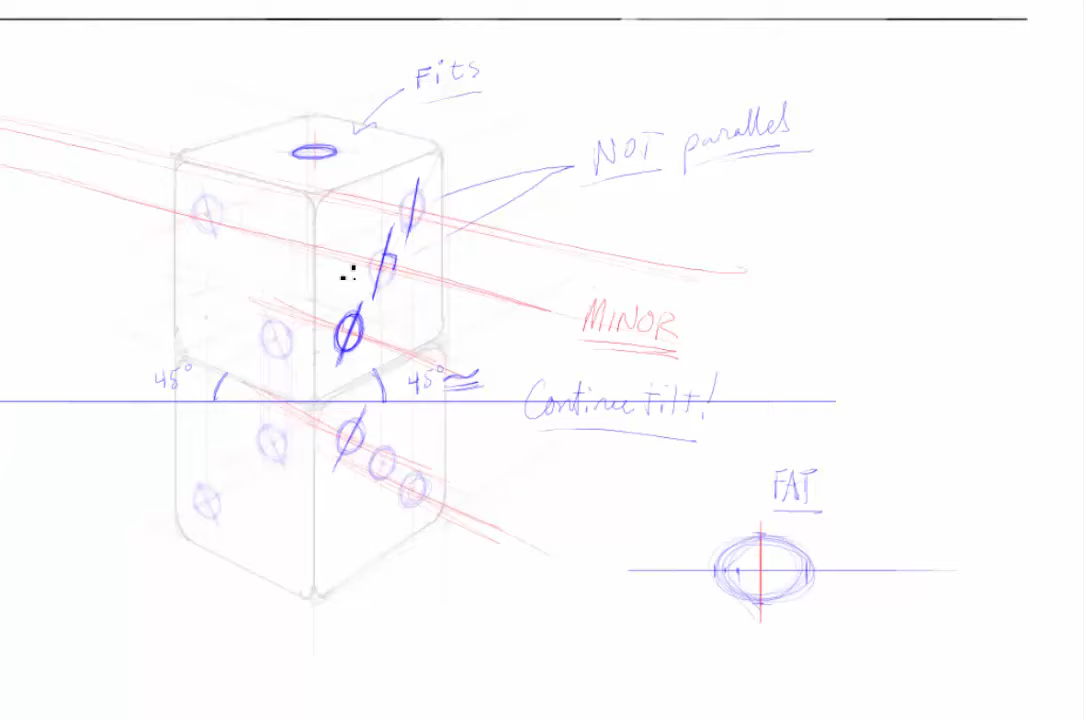 Fits
NOT parallel
MINOR
45°
45°
Continue tilt!
FAT